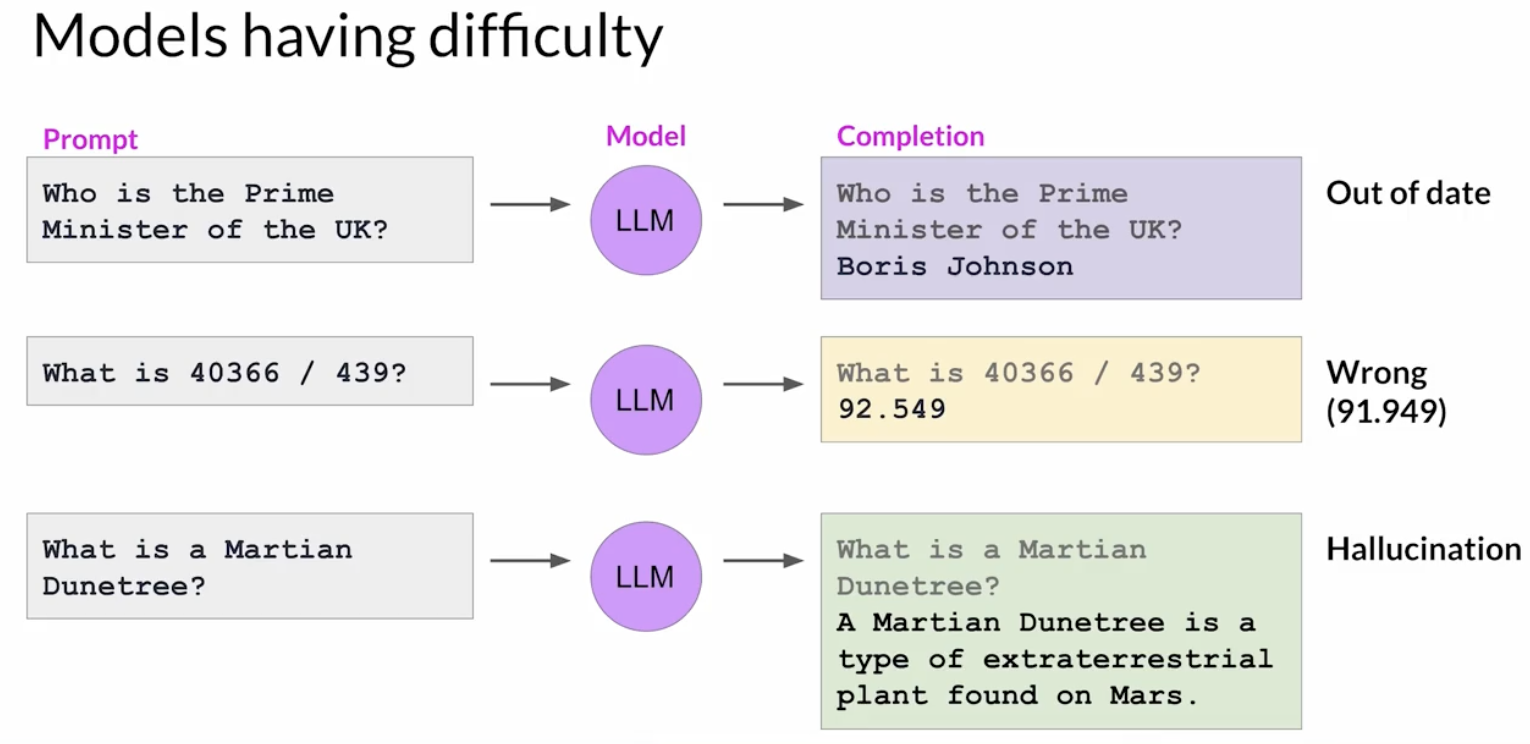 Models having difficulty
Prompt
Model
Completion
Who is the Prime
Minister of the UK?
LLM
Who is the Prime
Minister of the UK?
Boris Johnson
Out of date
What is 40366 / 439?
LLM
What is 40366 / 439?
92.549
Wrong
(91.949)
What is a Martian
Dunetree?
LLM
What is a Martian
Dunetree?
A Martian Dunetree is a
type of extraterrestrial
plant found on Mars.
Hallucination